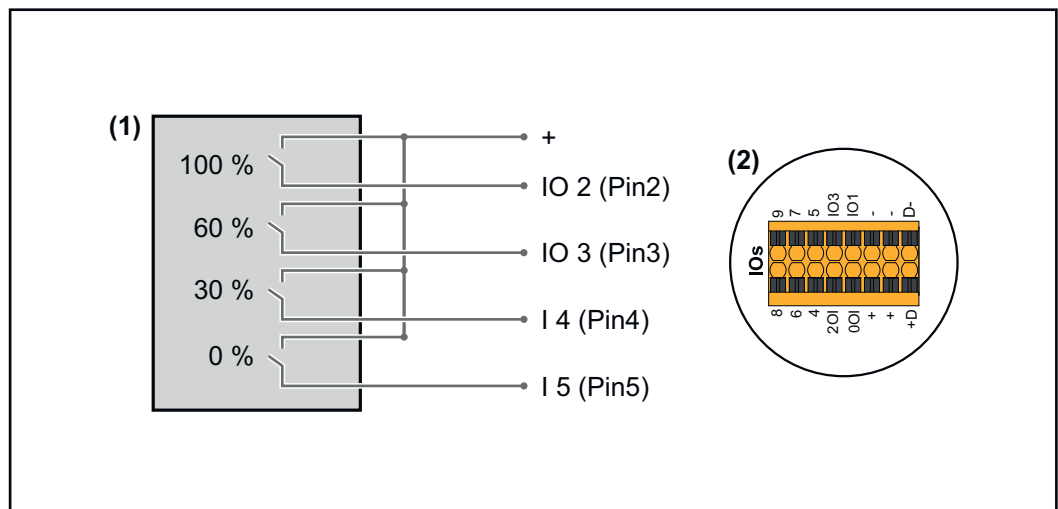 (1)
100 %
60 %
30 %
0 %
+
IO 2 (Pin2)
IO 3 (Pin3)
I 4 (Pin4)
I 5 (Pin5)
(2)
IOs
9 7 5 IO3 IO1 - - D-
8 6 4 IO2 IO0 + + D+